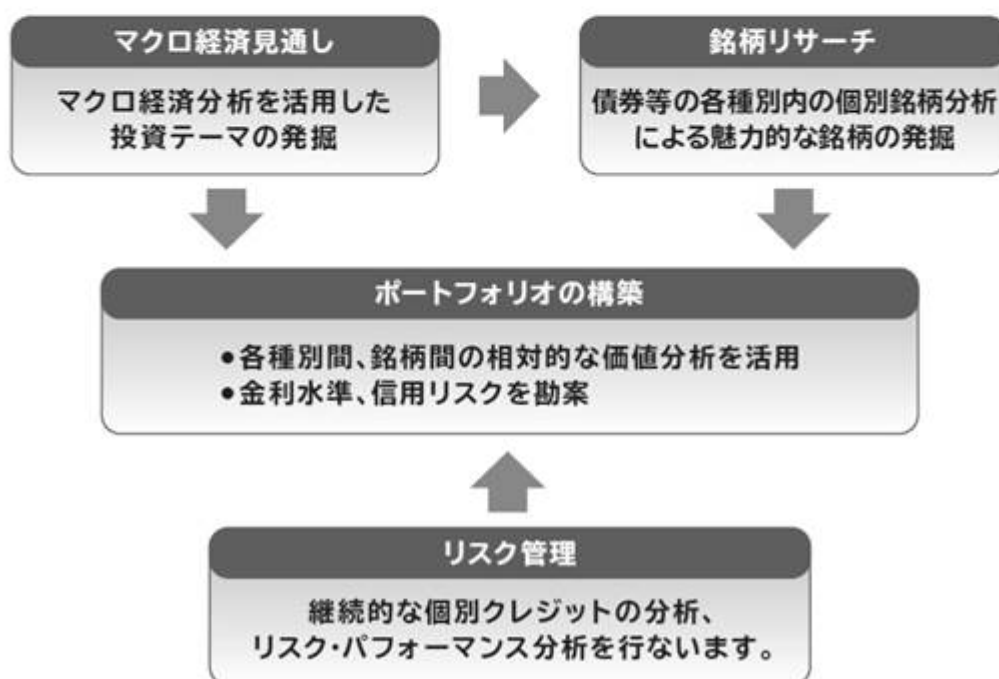 マクロ経済見通し
マクロ経済分析を活用した
投資テーマの発掘
銘柄リサーチ
債券等の各種別内の個別銘柄分析
による魅力的な銘柄の発掘
ポートフォリオの構築
●各種別間、銘柄間の相対的な価値分析を活用
●金利水準、信用リスクを勘案
リスク管理
継続的な個別クレジットの分析、
リスク・パフォーマンス分析を行ないます。